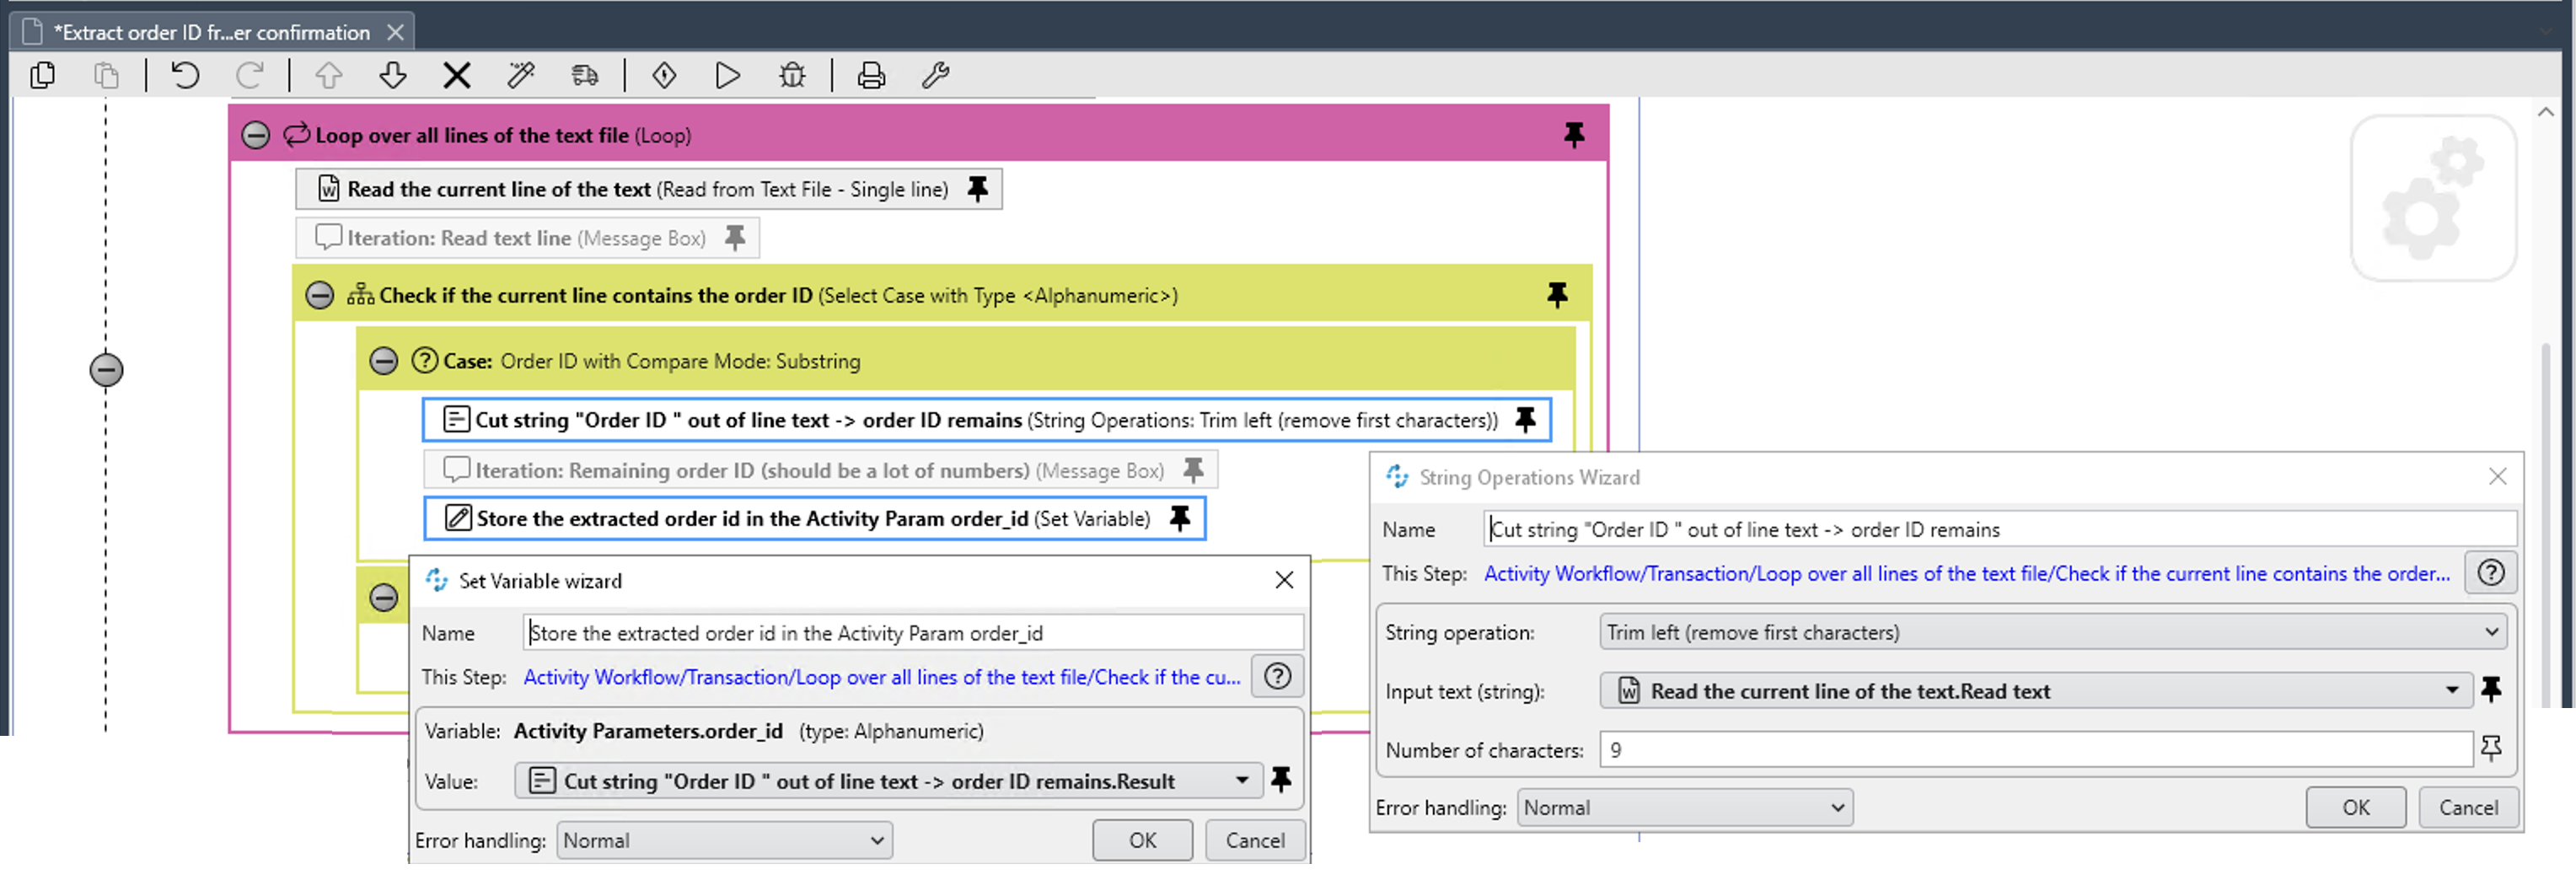 *Extract order ID fr...er confirmation
Loop over all lines of the text file (Loop)
Read the current line of the text (Read from Text File - Single line)
Iteration: Read text line (Message Box)
Check if the current line contains the order ID (Select Case with Type <Alphanumeric>)
Case: Order ID with Compare Mode: Substring
Cut string "Order ID " out of line text -> order ID remains (String Operations: Trim left (remove first characters))
Iteration: Remaining order ID (should be a lot of numbers) (Message Box)
Store the extracted order id in the Activity Param order_id (Set Variable)
Set Variable wizard
Name Store the extracted order id in the Activity Param order_id
This Step: Activity Workflow/Transaction/Loop over all lines of the text file/Check if the cu...
Variable: Activity Parameters.order_id (type: Alphanumeric)
Value: Cut string "Order ID " out of line text -> order ID remains.Result
Error handling: Normal OK Cancel
String Operations Wizard
Name Cut string "Order ID " out of line text -> order ID remains
This Step: Activity Workflow/Transaction/Loop over all lines of the text file/Check if the current line contains the order...
String operation: Trim left (remove first characters)
Input text (string): Read the current line of the text.Read text
Number of characters: 9
Error handling: Normal OK Cancel